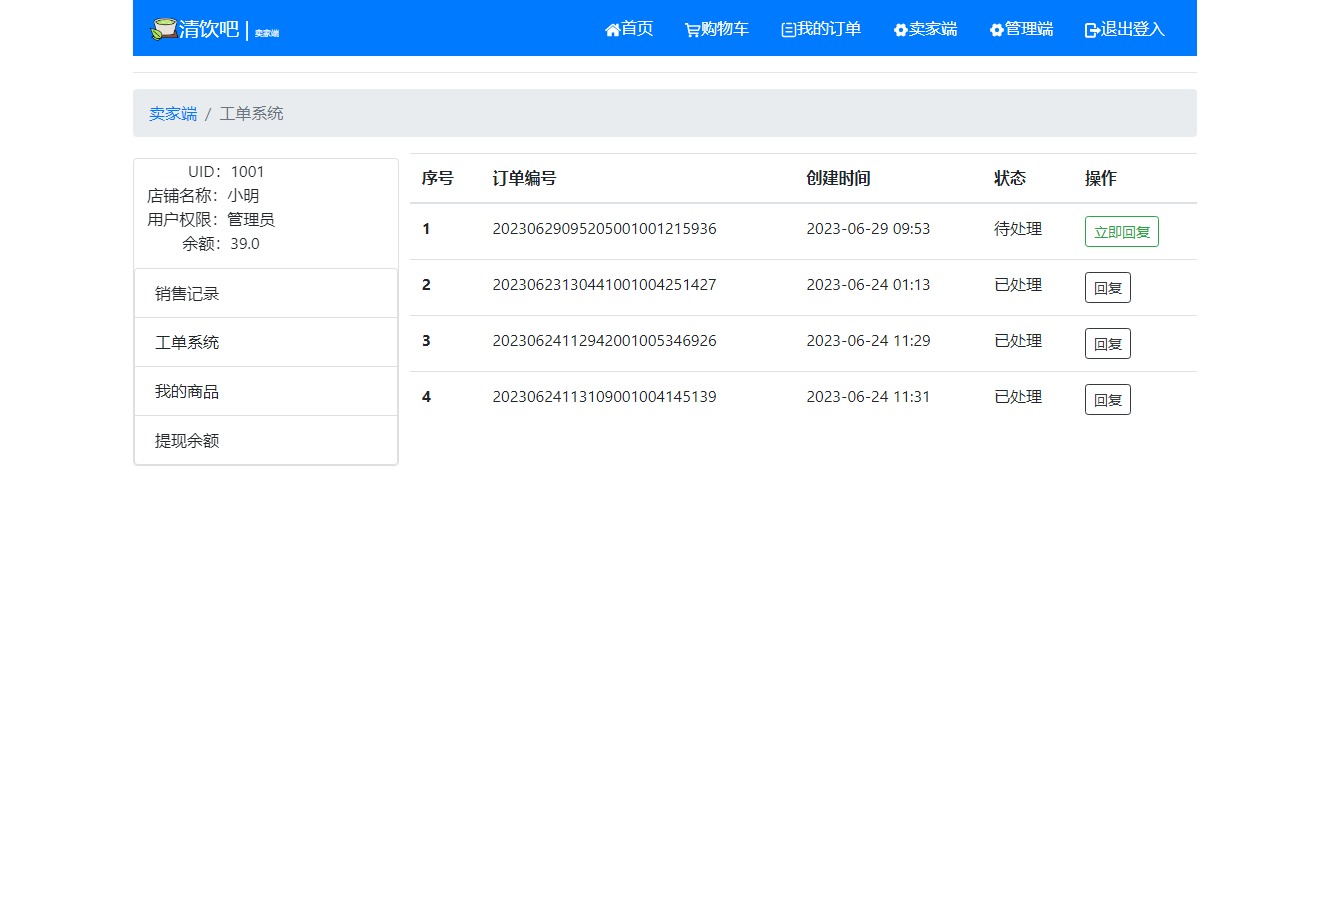 清饮吧 | 卖家端 首页 购物车 我的订单 卖家端 管理端 退出登入
卖家端 / 工单系统
UID：1001
店铺名称：小明
用户权限：管理员
余额：39.0
销售记录
工单系统
我的商品
提现余额
序号 订单编号 创建时间 状态 操作
1 20230629095205001001215936 2023-06-29 09:53 待处理 立即回复
2 20230623130441001004251427 2023-06-24 01:13 已处理 回复
3 20230624112942001005346926 2023-06-24 11:29 已处理 回复
4 20230624113109001004145139 2023-06-24 11:31 已处理 回复